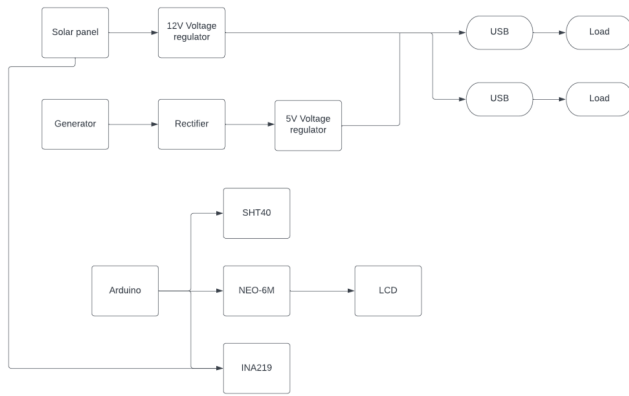 Solar panel
12V Voltage
regulator
USB
Load
USB
Load
Generator
Rectifier
5V Voltage
regulator
SHT40
Arduino
NEO-6M
LCD
INA219